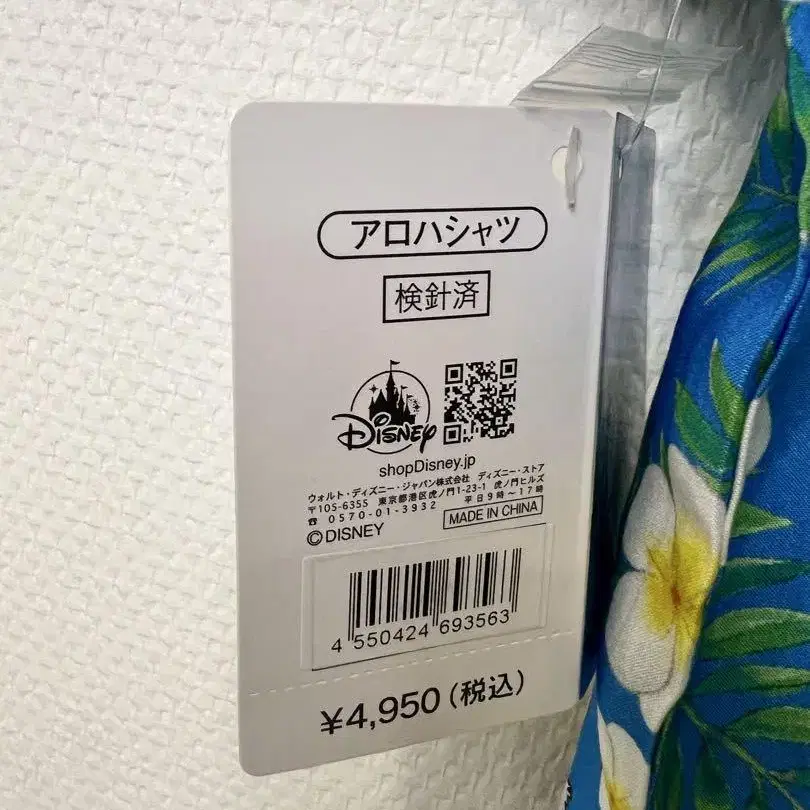 アロハシャツ
検針済
DISNEY
shopDisney.jp
ウォルト・ディズニー・ジャパン株式会社 ディズニー・ストア
〒105-6355 東京都港区虎ノ門1-23-1 虎ノ門ヒルズ
☎ 0570-01-3932 平日9時〜17時
©DISNEY MADE IN CHINA
4 550424 693563
¥4,950(税込)